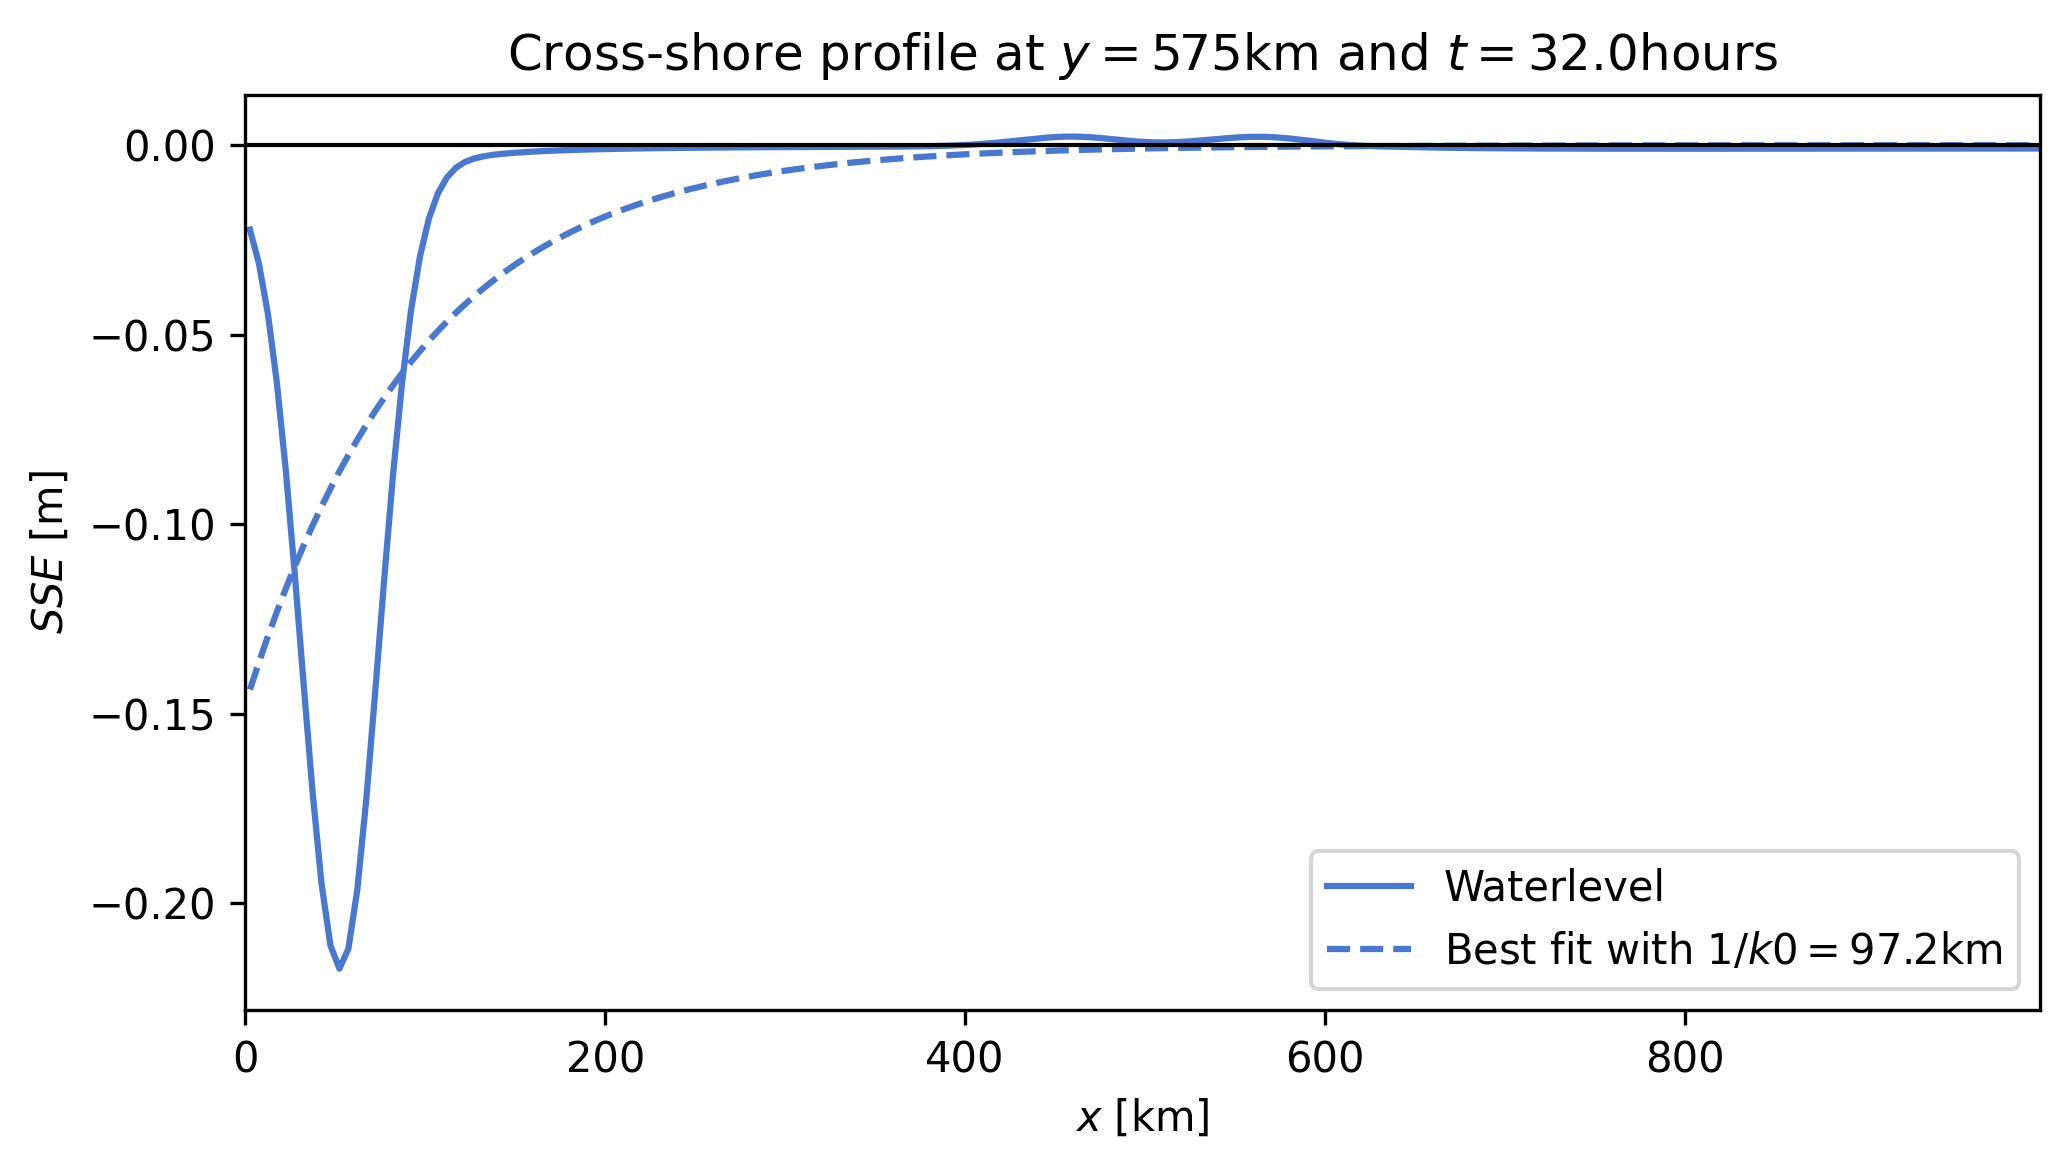 Cross-shore profile at y = 575km and t = 32.0hours
0.00
−0.05
−0.10
−0.15
−0.20
SSE [m]
Waterlevel
Best fit with 1/k0 = 97.2km
0
200
400
600
800
x [km]